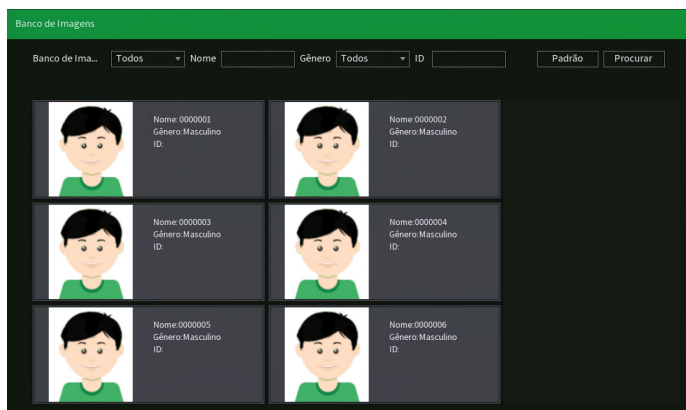 Banco de Imagens
Banco de Ima... Todos Nome Gênero Todos ID Padrão Procurar
Nome:0000001
Gênero:Masculino
ID:
Nome:0000002
Gênero:Masculino
ID:
Nome:0000003
Gênero:Masculino
ID:
Nome:0000004
Gênero:Masculino
ID:
Nome:0000005
Gênero:Masculino
ID:
Nome:0000006
Gênero:Masculino
ID: